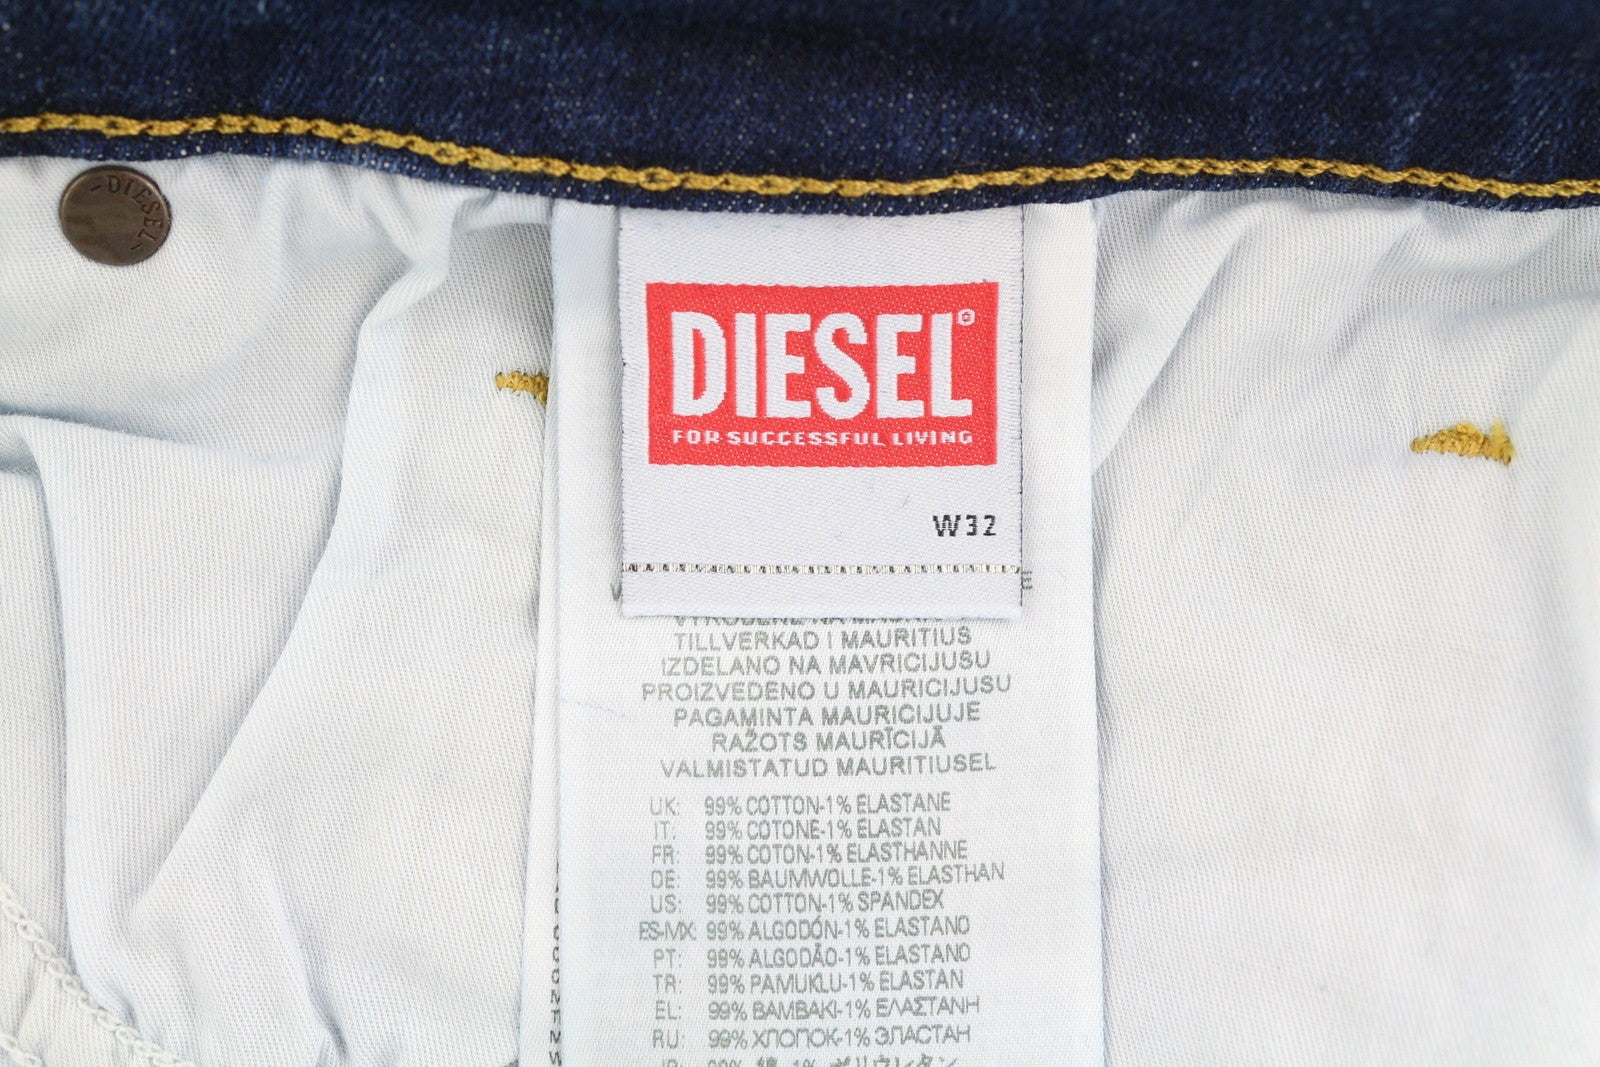 -DIESEL-
DIESEL
FOR SUCCESSFUL LIVING
W32
TILLVERKAD I MAURITIUS
IZDELANO NA MAVRICIJUSU
PROIZVEDENO U MAURICIJUSU
PAGAMINTA MAURICIJUJE
RAŽOTS MAURĪCIJĀ
VALMISTATUD MAURITIUSEL
UK: 99% COTTON-1% ELASTANE
IT: 99% COTONE-1% ELASTAN
FR: 99% COTON-1% ELASTHANNE
DE: 99% BAUMWOLLE-1% ELASTHAN
US: 99% COTTON-1% SPANDEX
ES-MX: 99% ALGODÓN-1% ELASTANO
PT: 99% ALGODÃO-1% ELASTANO
TR: 99% PAMUKLU-1% ELASTAN
EL: 99% ΒΑΜΒΑΚΙ-1% ΕΛΑΣΤΑΝΗ
RU: 99% ХЛОПОК-1% ЭЛАСТАН